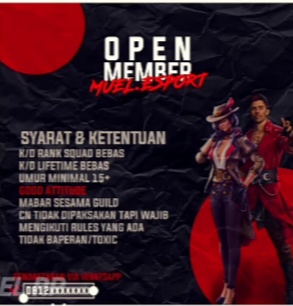 OPEN
MEMBER
MUEL.ESPORT
SYARAT & KETENTUAN
K/D RANK SQUAD BEBAS
K/D LIFETIME BEBAS
UMUR MINIMAL 15+
GOOD ATTITUDE
MABAR SESAMA GUILD
CN TIDAK DIPAKSAKAN TAPI WAJIB
MENGIKUTI RULES YANG ADA
TIDAK BAPERAN/TOXIC